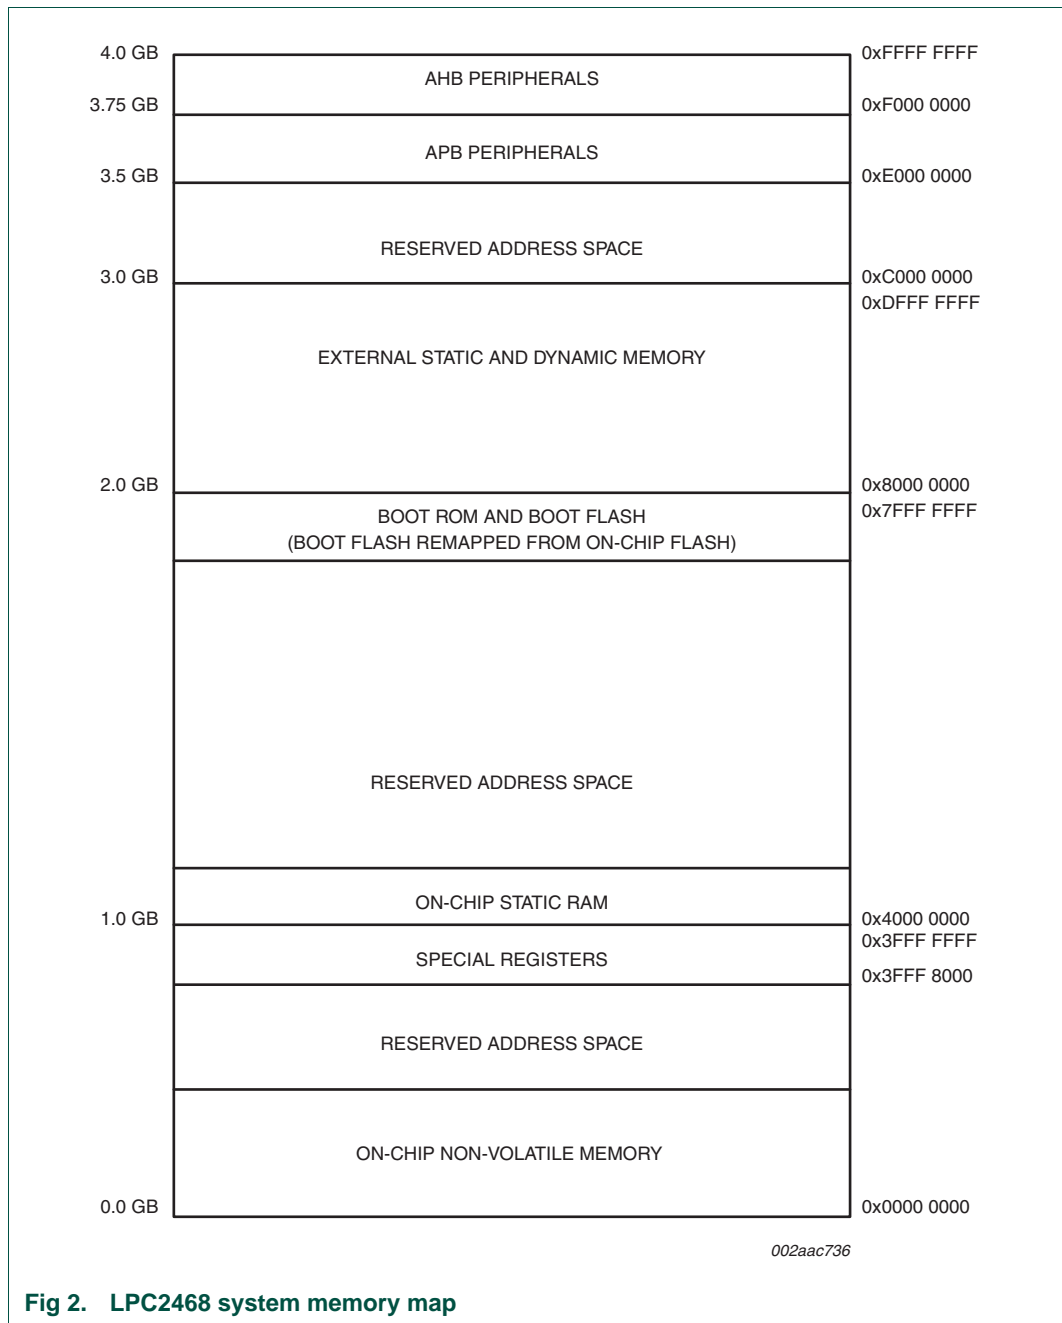 4.0 GB
0xFFFF FFFF
AHB PERIPHERALS
3.75 GB
0xF000 0000
APB PERIPHERALS
3.5 GB
0xE000 0000
RESERVED ADDRESS SPACE
3.0 GB
0xC000 0000
0xDFFF FFFF
EXTERNAL STATIC AND DYNAMIC MEMORY
2.0 GB
0x8000 0000
0x7FFF FFFF
BOOT ROM AND BOOT FLASH
(BOOT FLASH REMAPPED FROM ON-CHIP FLASH)
RESERVED ADDRESS SPACE
ON-CHIP STATIC RAM
1.0 GB
0x4000 0000
0x3FFF FFFF
SPECIAL REGISTERS
0x3FFF 8000
RESERVED ADDRESS SPACE
ON-CHIP NON-VOLATILE MEMORY
0.0 GB
0x0000 0000
002aac736
Fig 2. LPC2468 system memory map